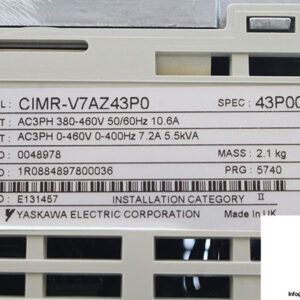 L : CIMR-V7AZ43P0 SPEC : 43P00
T : AC3PH 380-460V 50/60Hz 10.6A
T : AC3PH 0-460V 0-400Hz 7.2A 5.5kVA
O : 0048978 MASS : 2.1 kg
O : 1R0884897800036 PRG : 5740
O : E131457 INSTALLATION CATEGORY II
YASKAWA ELECTRIC CORPORATION Made In UK